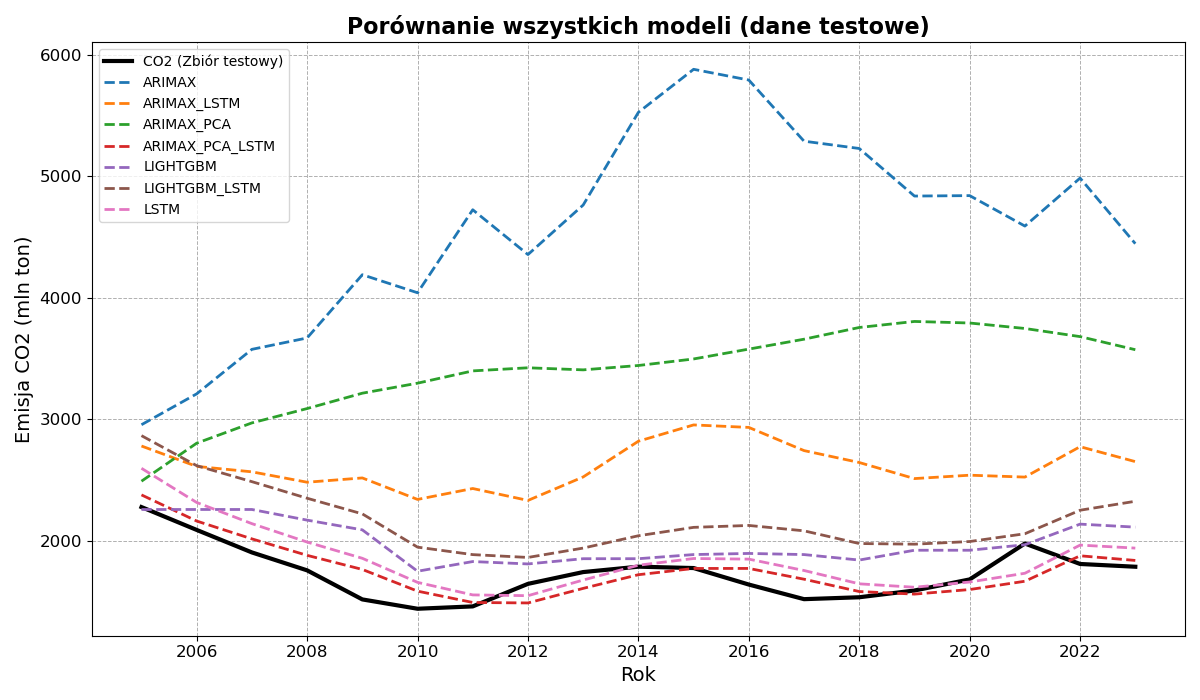 Porównanie wszystkich modeli (dane testowe)
CO2 (Zbiór testowy)
ARIMAX
ARIMAX_LSTM
ARIMAX_PCA
ARIMAX_PCA_LSTM
LIGHTGBM
LIGHTGBM_LSTM
LSTM
Emisja CO2 (mln ton)
6000
5000
4000
3000
2000
2006 2008 2010 2012 2014 2016 2018 2020 2022
Rok